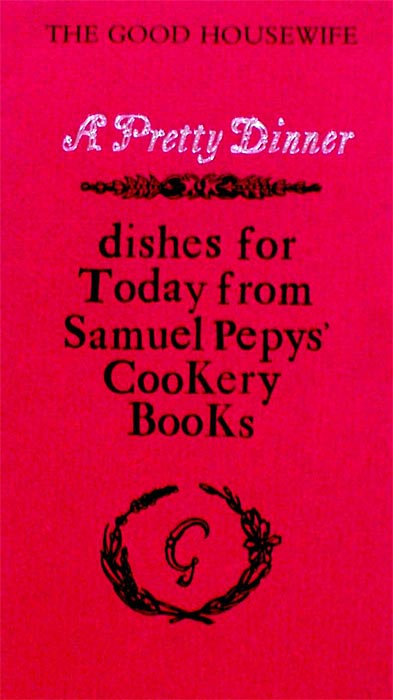 THE GOOD HOUSEWIFE
A Pretty Dinner
dishes for
Today from
Samuel Pepys'
CooKery
BooKs
G